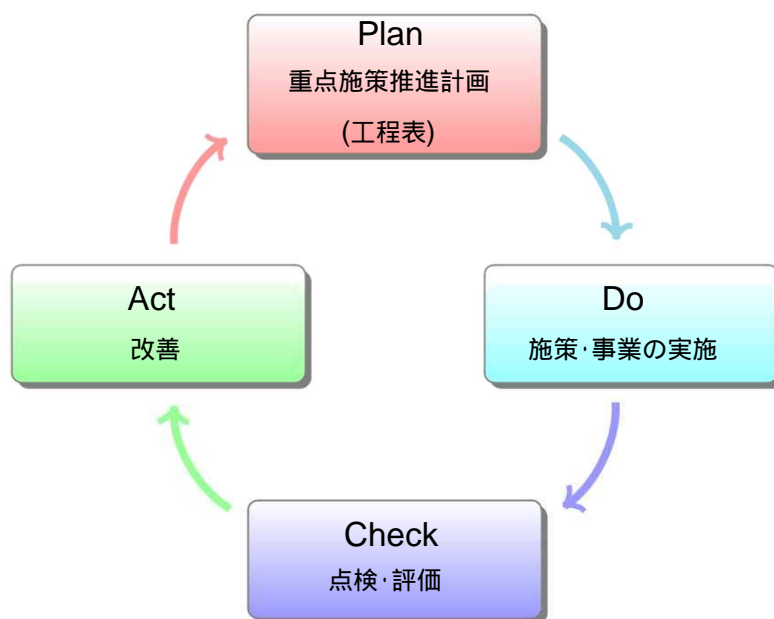 Plan
重点施策推進計画
(工程表)
Act
改善
Do
施策･事業の実施
Check
点検･評価